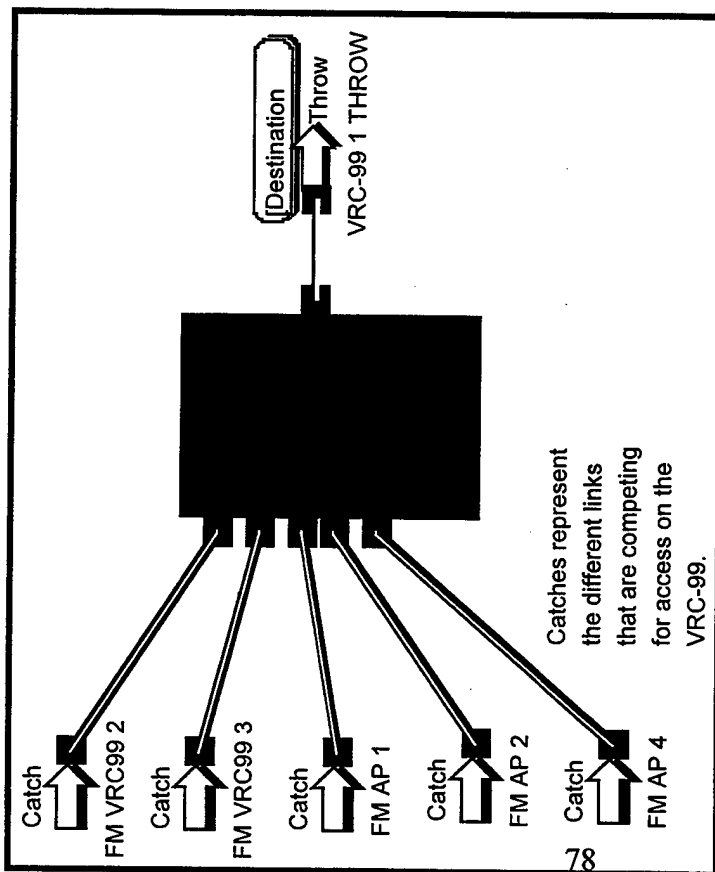 Catch
FM VRC99 2
Catch
FM VRC99 3
Catch
FM AP 1
Catch
FM AP 2
Catch
FM AP 4
[Destination
Throw
VRC-99 1 THROW
Catches represent
the different links
that are competing
for access on the
VRC-99.
78